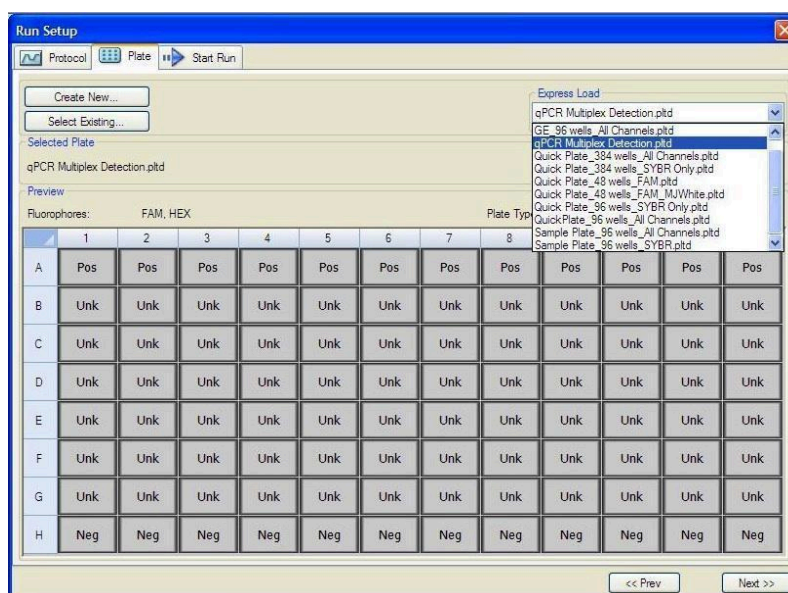 Run Setup
Protocol Plate Start Run
Create New...
Select Existing...
Express Load
qPCR Multiplex Detection.pltd
GE_96 wells_All Channels.pltd
qPCR Multiplex Detection.pltd
Quick Plate_384 wells_All Channels.pltd
Quick Plate_384 wells_SYBR Only.pltd
Quick Plate_48 wells_FAM.pltd
Quick Plate_48 wells_FAM_MJWhite.pltd
Quick Plate_96 wells_SYBR Only.pltd
QuickPlate_96 wells_All Channels.pltd
Sample Plate_96 wells_All Channels.pltd
Sample Plate_96 wells_SYBR.pltd
Selected Plate
qPCR Multiplex Detection.pltd
Preview
Fluorophores: FAM, HEX Plate Type
1 2 3 4 5 6 7 8
A Pos Pos Pos Pos Pos Pos Pos Pos Pos Pos Pos Pos
B Unk Unk Unk Unk Unk Unk Unk Unk Unk Unk Unk Unk
C Unk Unk Unk Unk Unk Unk Unk Unk Unk Unk Unk Unk
D Unk Unk Unk Unk Unk Unk Unk Unk Unk Unk Unk Unk
E Unk Unk Unk Unk Unk Unk Unk Unk Unk Unk Unk Unk
F Unk Unk Unk Unk Unk Unk Unk Unk Unk Unk Unk Unk
G Unk Unk Unk Unk Unk Unk Unk Unk Unk Unk Unk Unk
H Neg Neg Neg Neg Neg Neg Neg Neg Neg Neg Neg Neg
<< Prev Next >>